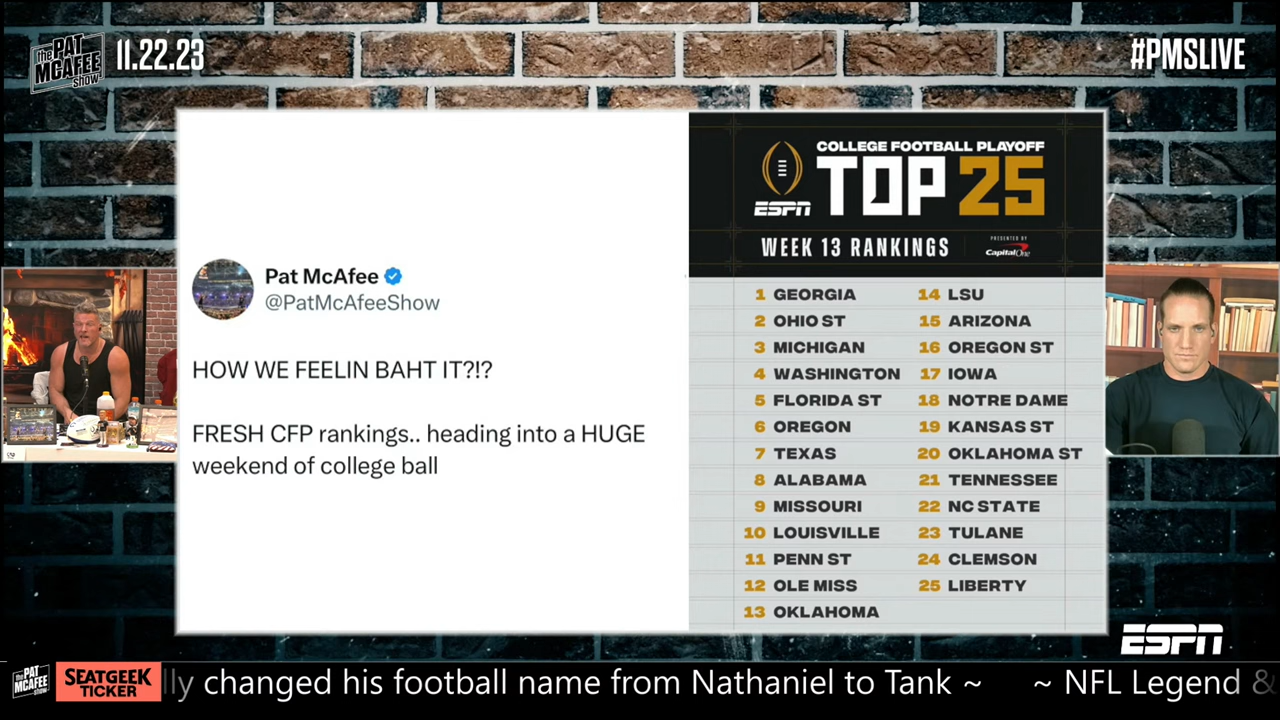 the PAT MCAFEE show
11.22.23
#PMSLIVE
Pat McAfee
@PatMcAfeeShow
HOW WE FEELIN BAHT IT?!?
FRESH CFP rankings.. heading into a HUGE
weekend of college ball
COLLEGE FOOTBALL PLAYOFF
ESPN
TOP 25
WEEK 13 RANKINGS
PRESENTED BY
Capital One
1 GEORGIA
2 OHIO ST
3 MICHIGAN
4 WASHINGTON
5 FLORIDA ST
6 OREGON
7 TEXAS
8 ALABAMA
9 MISSOURI
10 LOUISVILLE
11 PENN ST
12 OLE MISS
13 OKLAHOMA
14 LSU
15 ARIZONA
16 OREGON ST
17 IOWA
18 NOTRE DAME
19 KANSAS ST
20 OKLAHOMA ST
21 TENNESSEE
22 NC STATE
23 TULANE
24 CLEMSON
25 LIBERTY
ESPN
the PAT MCAFEE show
SEATGEEK
TICKER
lly changed his football name from Nathaniel to Tank ~ ~ NFL Legend &